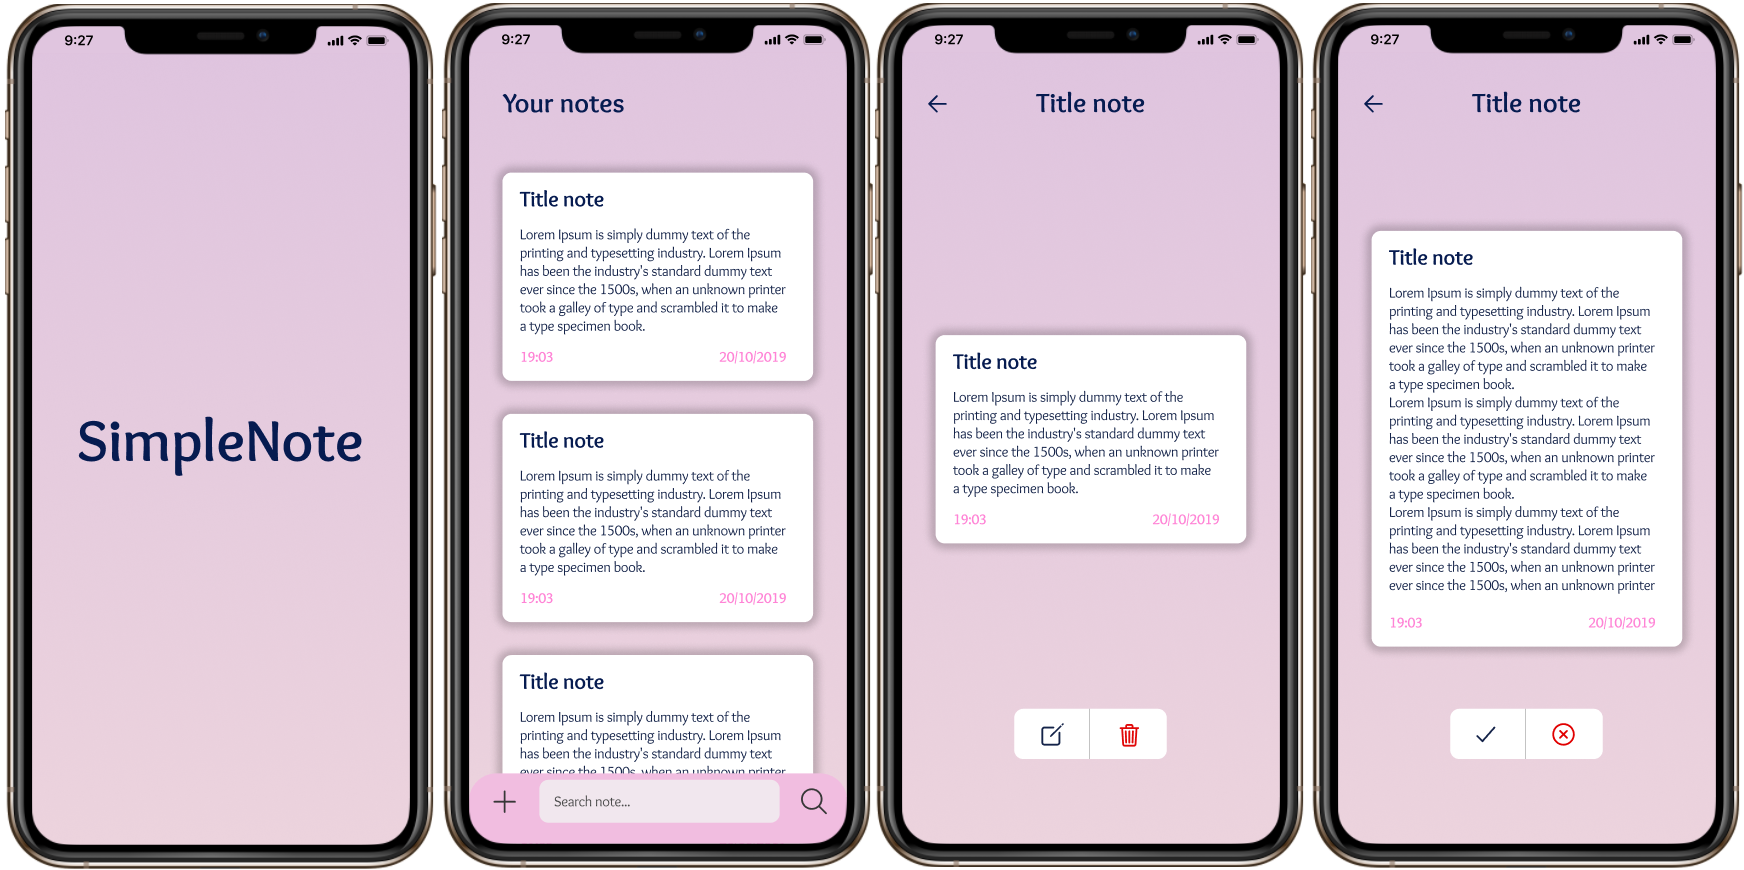 9:27
SimpleNote
9:27
Your notes
Title note
Lorem Ipsum is simply dummy text of the
printing and typesetting industry. Lorem Ipsum
has been the industry's standard dummy text
ever since the 1500s, when an unknown printer
took a galley of type and scrambled it to make
a type specimen book.
19:03 20/10/2019
Title note
Lorem Ipsum is simply dummy text of the
printing and typesetting industry. Lorem Ipsum
has been the industry's standard dummy text
ever since the 1500s, when an unknown printer
took a galley of type and scrambled it to make
a type specimen book.
19:03 20/10/2019
Title note
Lorem Ipsum is simply dummy text of the
printing and typesetting industry. Lorem Ipsum
has been the industry's standard dummy text
ever since the 1500s, when an unknown printer
Search note...
9:27
Title note
Title note
Lorem Ipsum is simply dummy text of the
printing and typesetting industry. Lorem Ipsum
has been the industry's standard dummy text
ever since the 1500s, when an unknown printer
took a galley of type and scrambled it to make
a type specimen book.
19:03 20/10/2019
9:27
Title note
Title note
Lorem Ipsum is simply dummy text of the
printing and typesetting industry. Lorem Ipsum
has been the industry's standard dummy text
ever since the 1500s, when an unknown printer
took a galley of type and scrambled it to make
a type specimen book.
Lorem Ipsum is simply dummy text of the
printing and typesetting industry. Lorem Ipsum
has been the industry's standard dummy text
ever since the 1500s, when an unknown printer
took a galley of type and scrambled it to make
a type specimen book.
Lorem Ipsum is simply dummy text of the
printing and typesetting industry. Lorem Ipsum
has been the industry's standard dummy text
ever since the 1500s, when an unknown printer
ever since the 1500s, when an unknown printer
19:03 20/10/2019